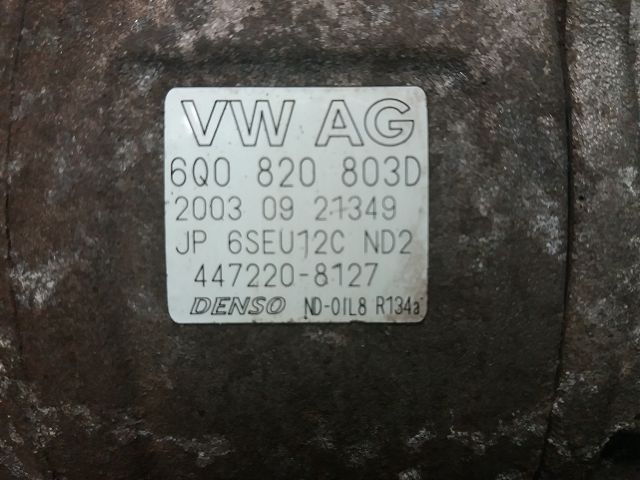 VW AG
6Q0 820 803D
2003 09 21349
JP 6SEU12C ND2
447220-8127
DENSO ND-OIL8 R134a